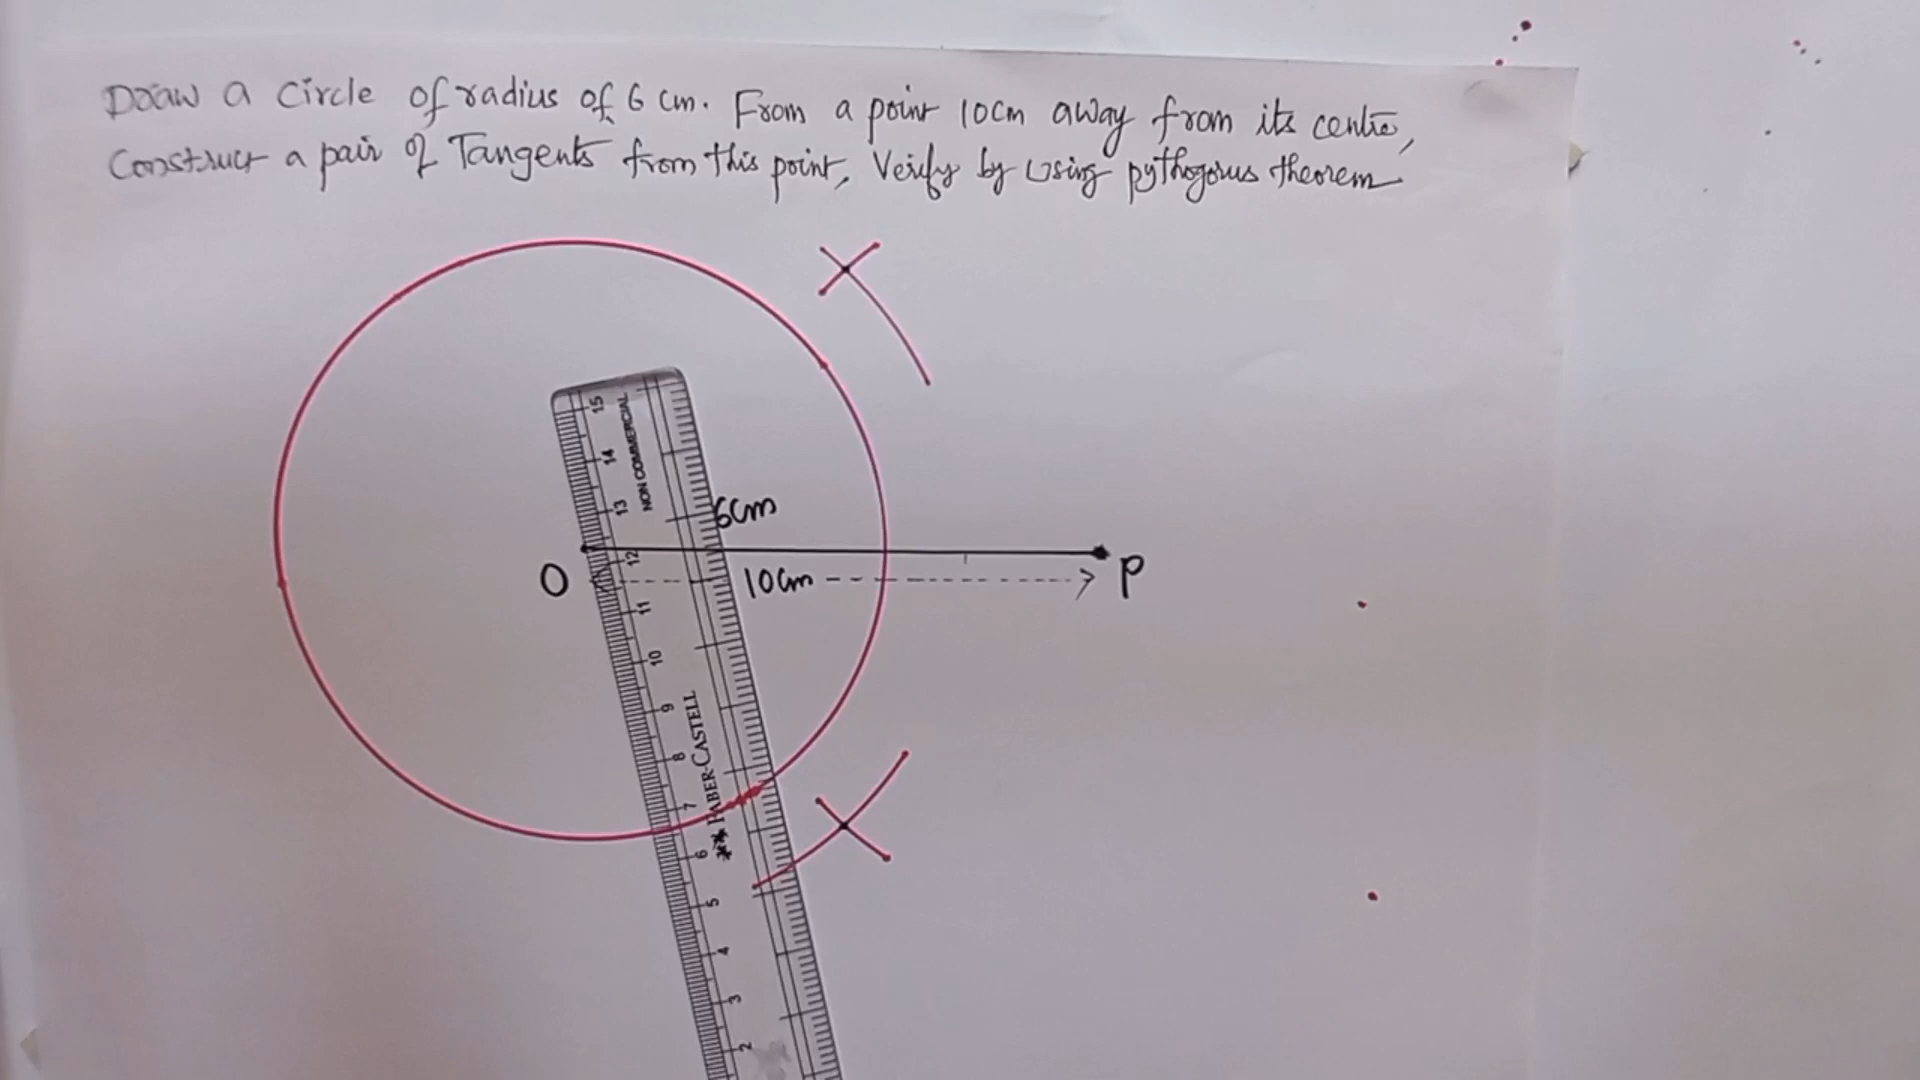 Draw a circle of radius of 6 cm. From a point 10cm away from its centre,
Construct a pair of Tangents from this point, Verify by Using pythogorus theorem
6cm
O
10cm
P
15
14
13
12
11
10
9
8
7
6
5
4
3
2
NON COMMERCIAL
FABER-CASTELL